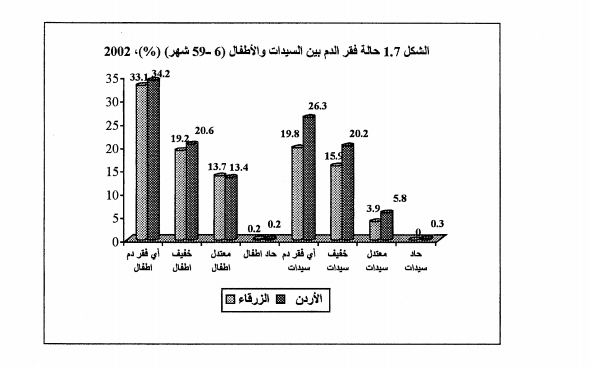 الشكل 1.7 حالة فقر الدم بين السيدات والأطفال (6 –59 شهر) (%)، 2002
35
30
25
20
15
10
5
0
33.1 34.2
19.2 20.6
13.7 13.4
0.2 0.2
19.8 26.3
15.9 20.2
3.9 5.8
0 0.3
أي فقر دم اطفال
خفيف اطفال
معتدل اطفال
حاد اطفال
أي فقر دم سيدات
خفيف سيدات
معتدل سيدات
حاد سيدات
الزرقاء الأردن